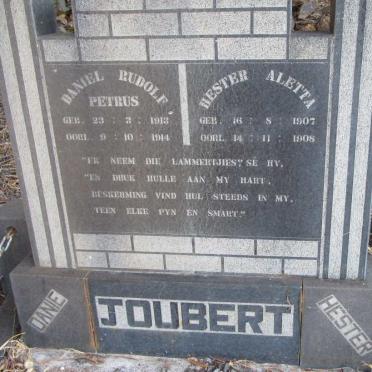 DANIEL RUDOLF
PETRUS
GEB. 23 - 3 - 1913
OORL. 9 - 10 - 1914
HESTER ALETTA
GEB. 16 - 8 - 1907
OORL. 14 - 11 - 1908
"EK NEEM DIE LAMMERTJIES", SÊ HY,
"EN DRUK HULLE AAN MY HART,
BESKERMING VIND HUL STEEDS IN MY,
TEEN ELKE PYN EN SMART."
DANIE
JOUBERT
HESTER